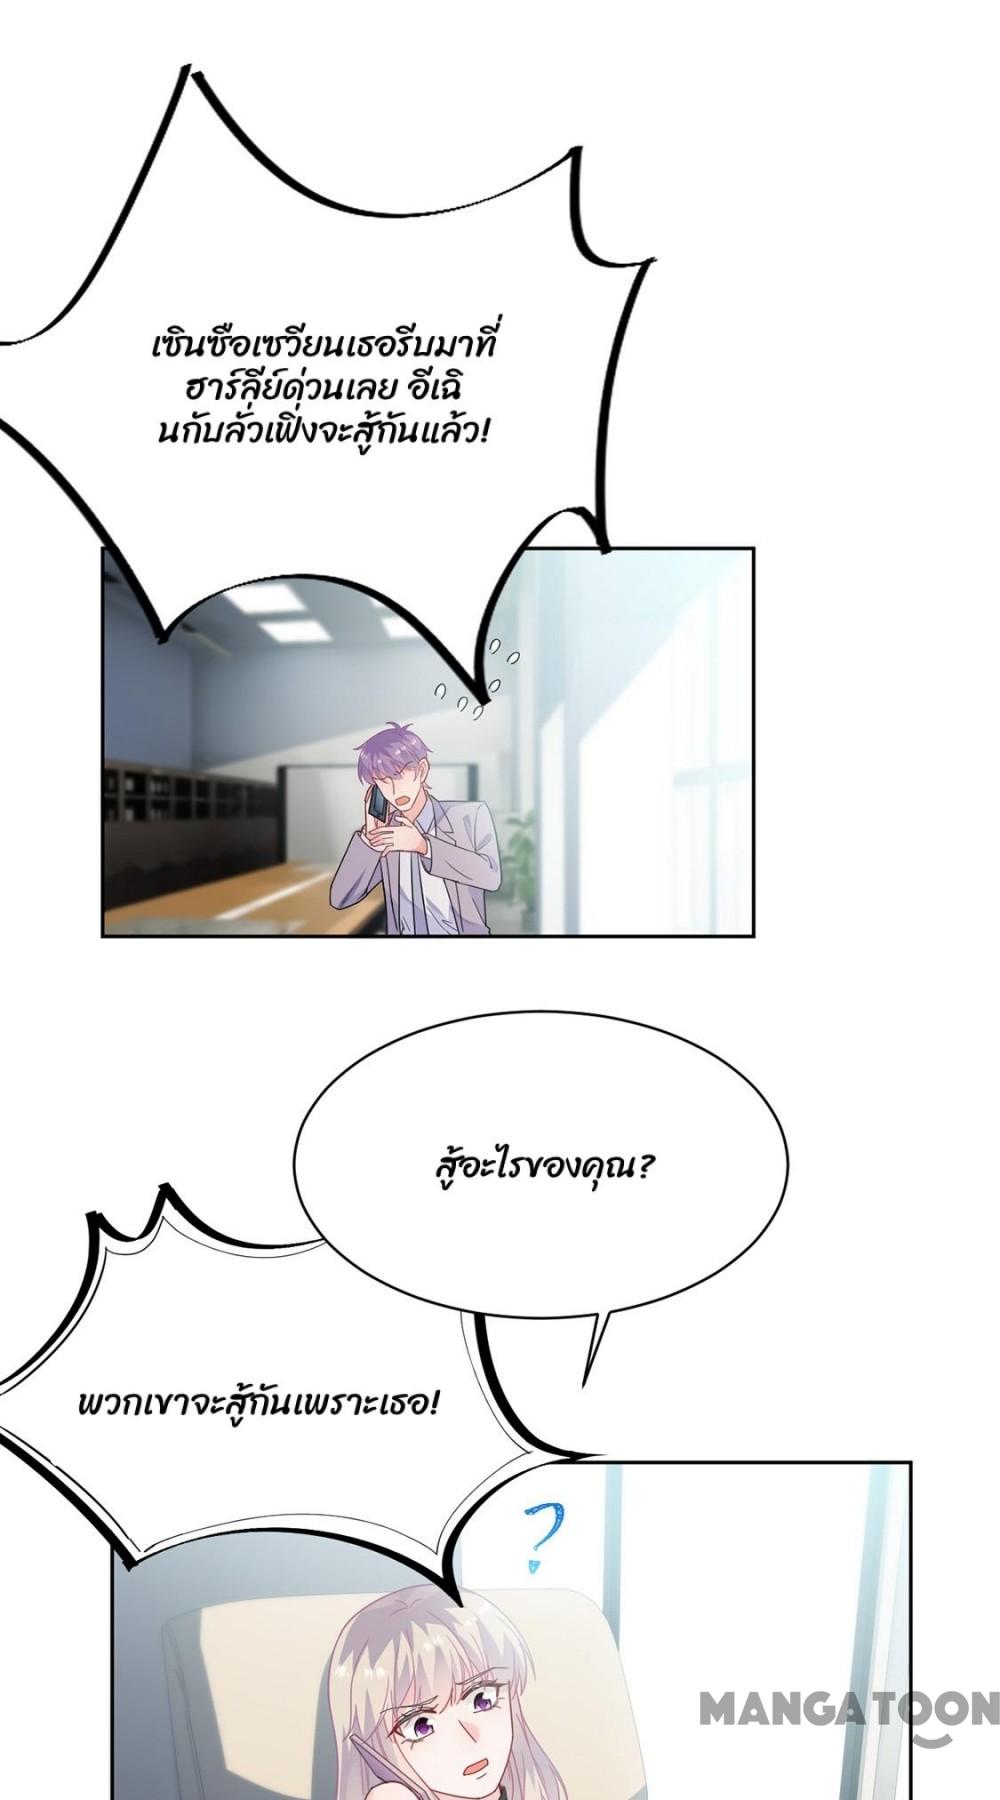 เซินซือเซวียนเธอรีบมาที่
ฮาร์ลีย์ด่วนเลย อีเฉิ
นกับลั่วเฟิ่งจะสู้กันแล้ว!
สู้อะไรของคุณ?
พวกเขาจะสู้กันเพราะเธอ!
?
MANGATOON